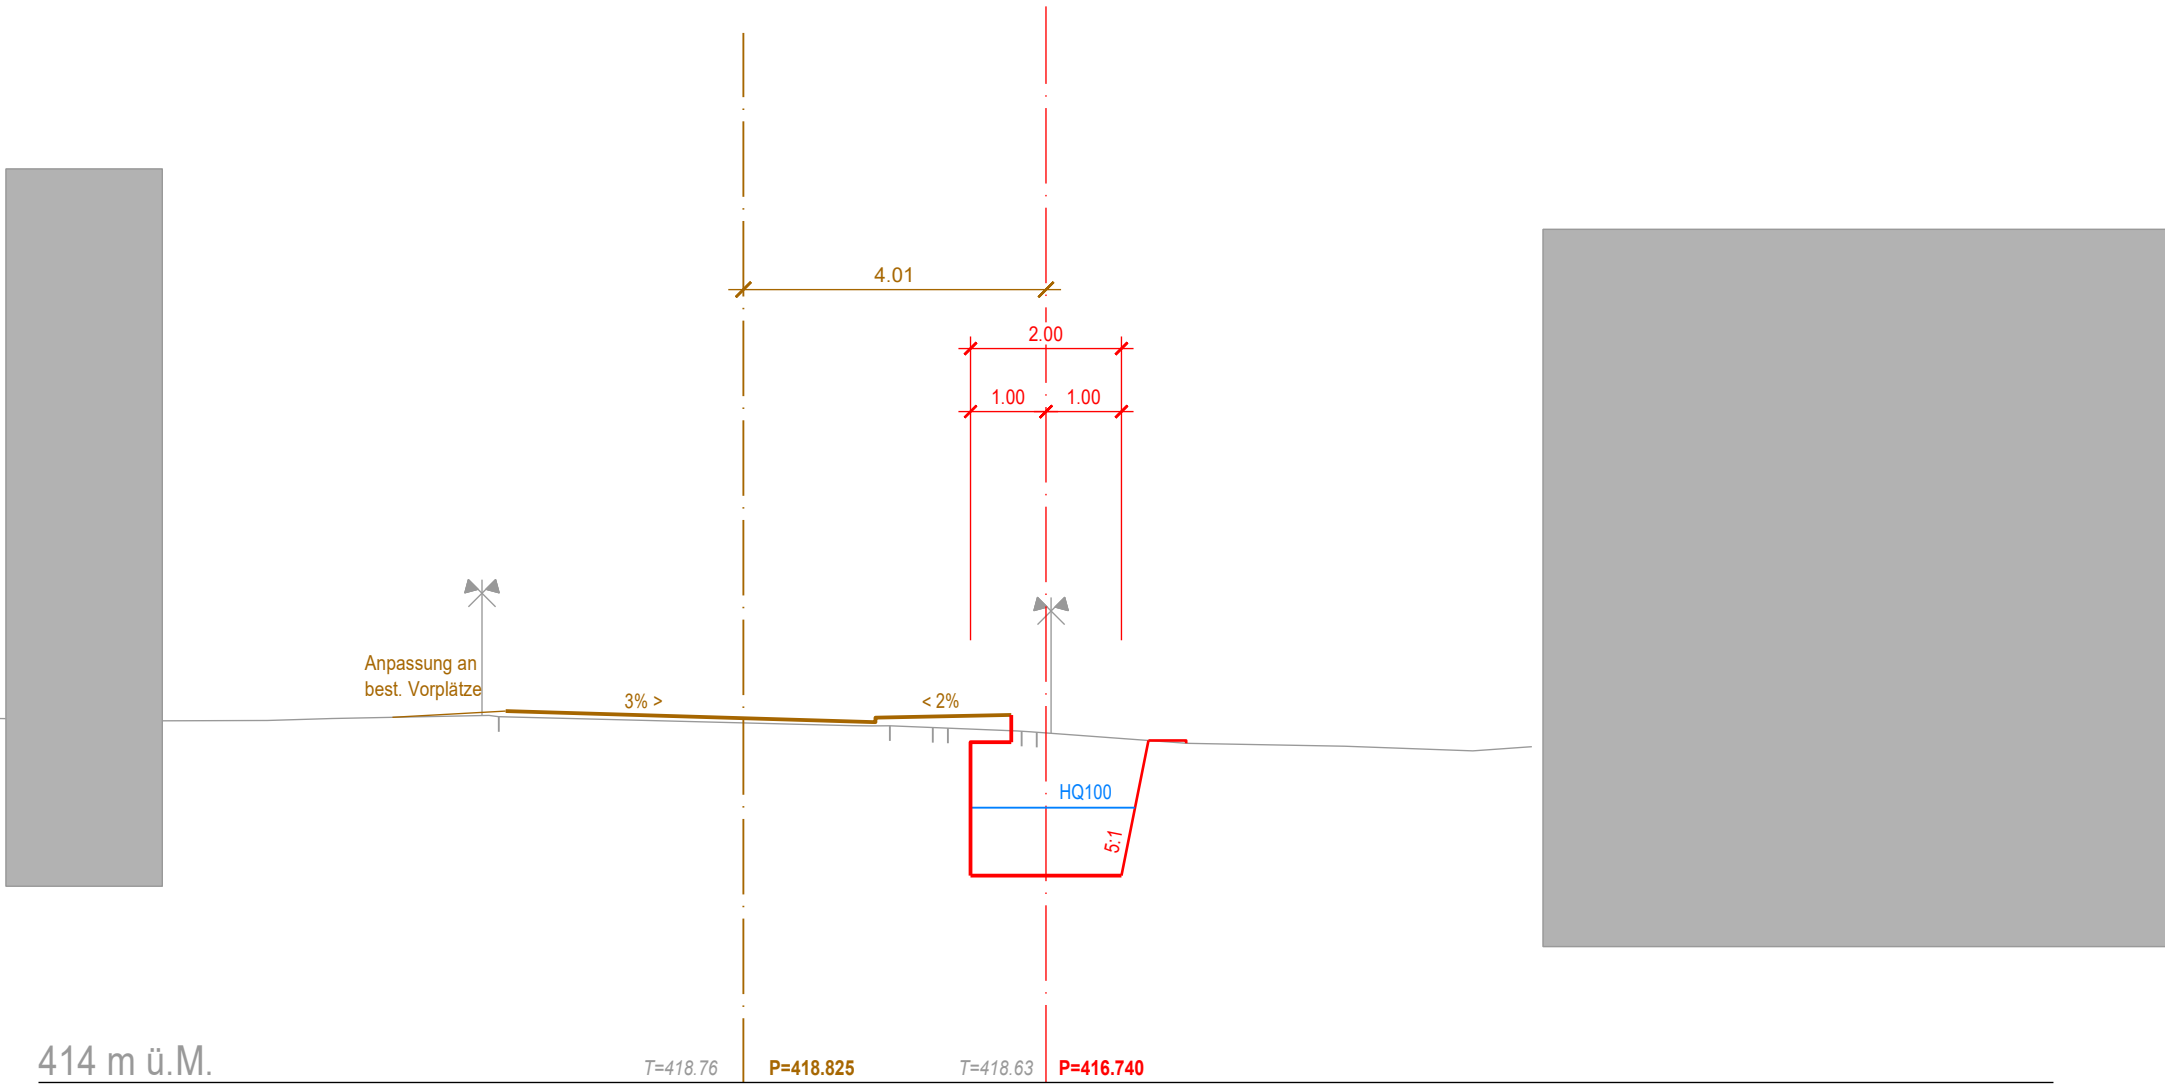 4.01
2.00
1.00 1.00
Anpassung an
best. Vorplätze
3% >
< 2%
HQ100
5:1
414 m ü.M.
T=418.76 P=418.825 T=418.63 P=416.740